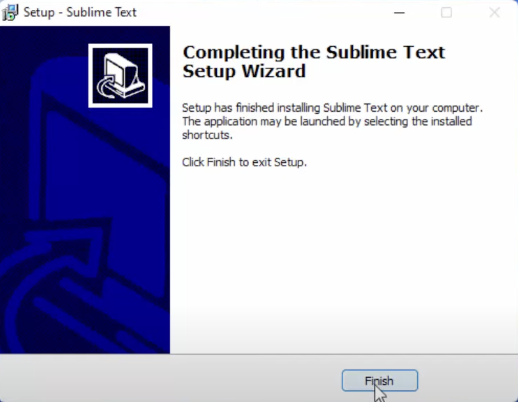 Setup - Sublime Text
Completing the Sublime Text
Setup Wizard
Setup has finished installing Sublime Text on your computer.
The application may be launched by selecting the installed
shortcuts.
Click Finish to exit Setup.
Finish